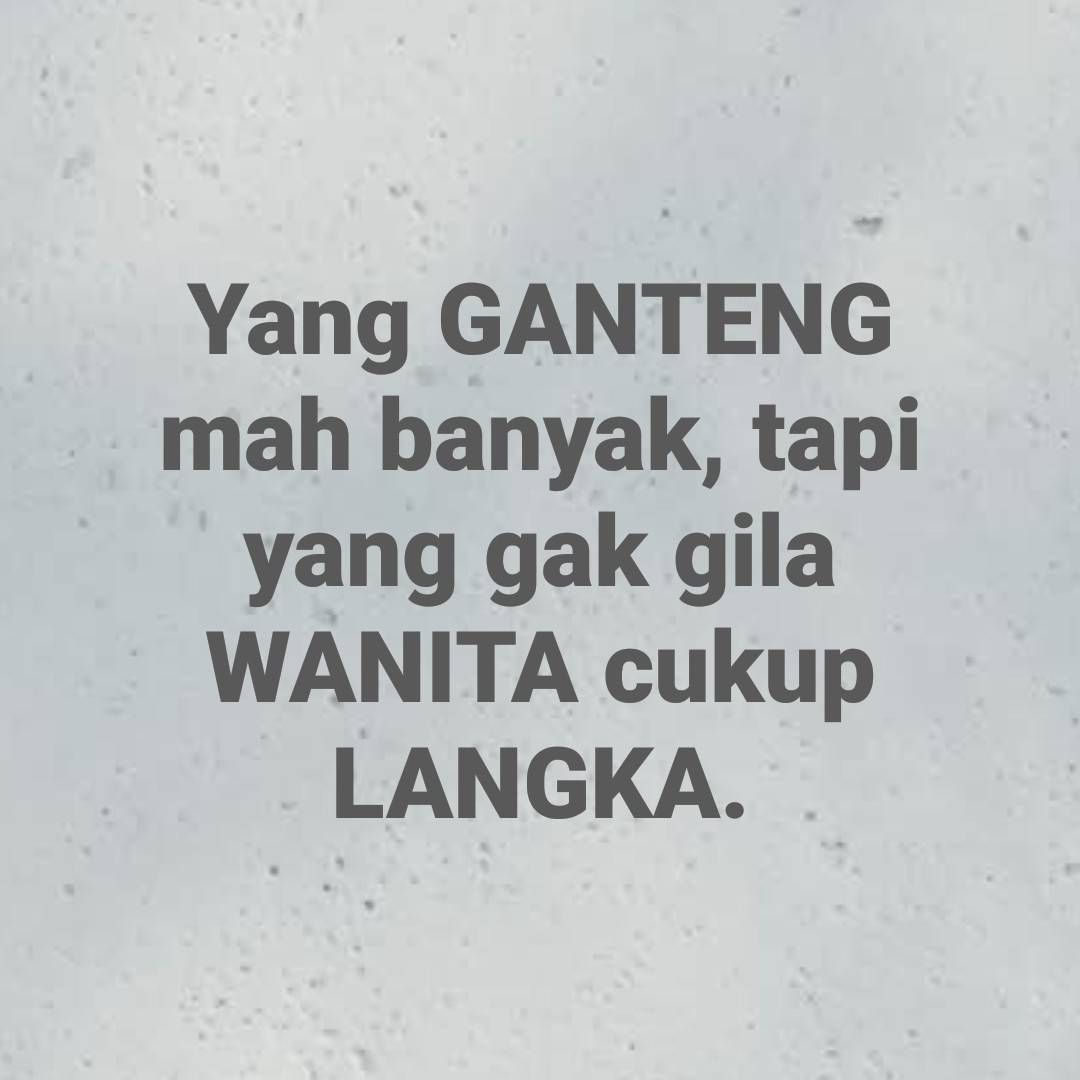 Yang GANTENG
mah banyak, tapi
yang gak gila
WANITA cukup
LANGKA.